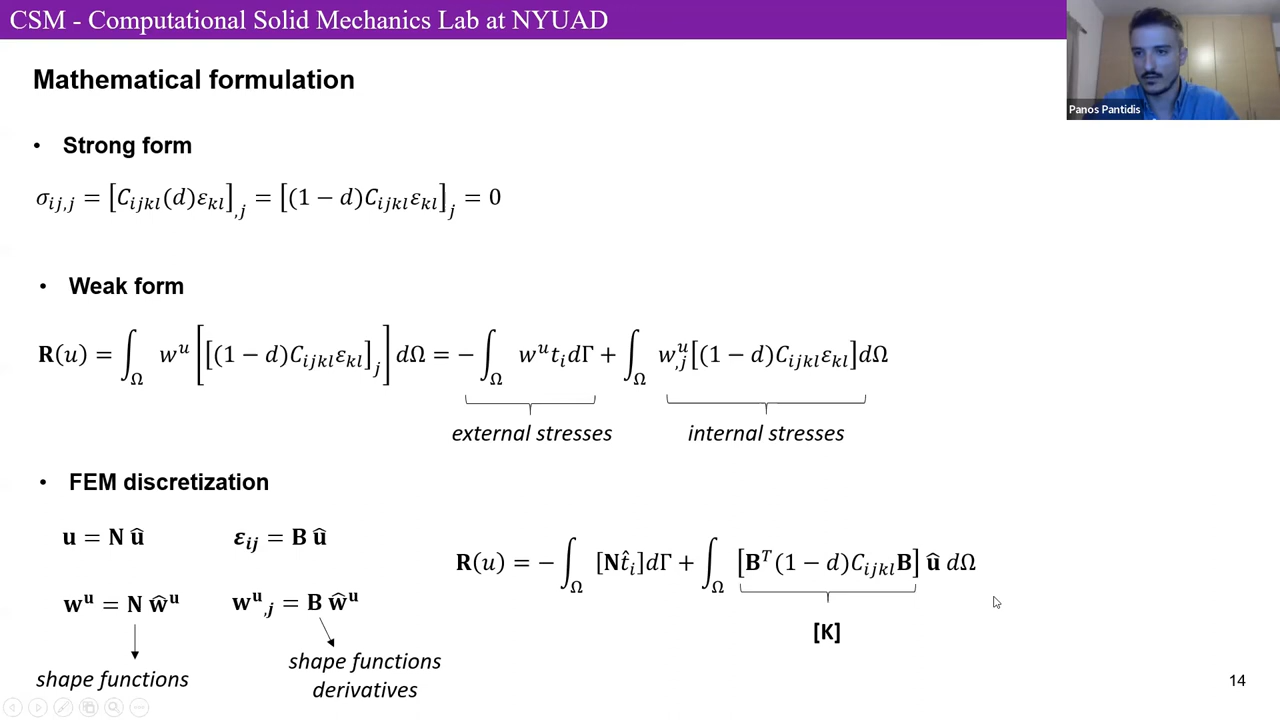 CSM - Computational Solid Mechanics Lab at NYUAD
Panos Pantidis
Mathematical formulation
• Strong form
σ_{ij,j} = [C_{ijkl}(d)ε_{kl}]_{,j} = [(1 − d)C_{ijkl}ε_{kl}]_j = 0
• Weak form
R(u) = ∫_Ω w^u [[(1 − d)C_{ijkl}ε_{kl}]_j] dΩ = −∫_Ω w^u t_i dΓ + ∫_Ω w^u_{,j}[(1 − d)C_{ijkl}ε_{kl}]dΩ
external stresses internal stresses
• FEM discretization
u = N û ε_{ij} = B û
R(u) = −∫_Ω [Nt̂_i]dΓ + ∫_Ω [B^T(1 − d)C_{ijkl}B] û dΩ
w^u = N ŵ^u w^u_{,j} = B ŵ^u
[K]
shape functions
shape functions derivatives
14